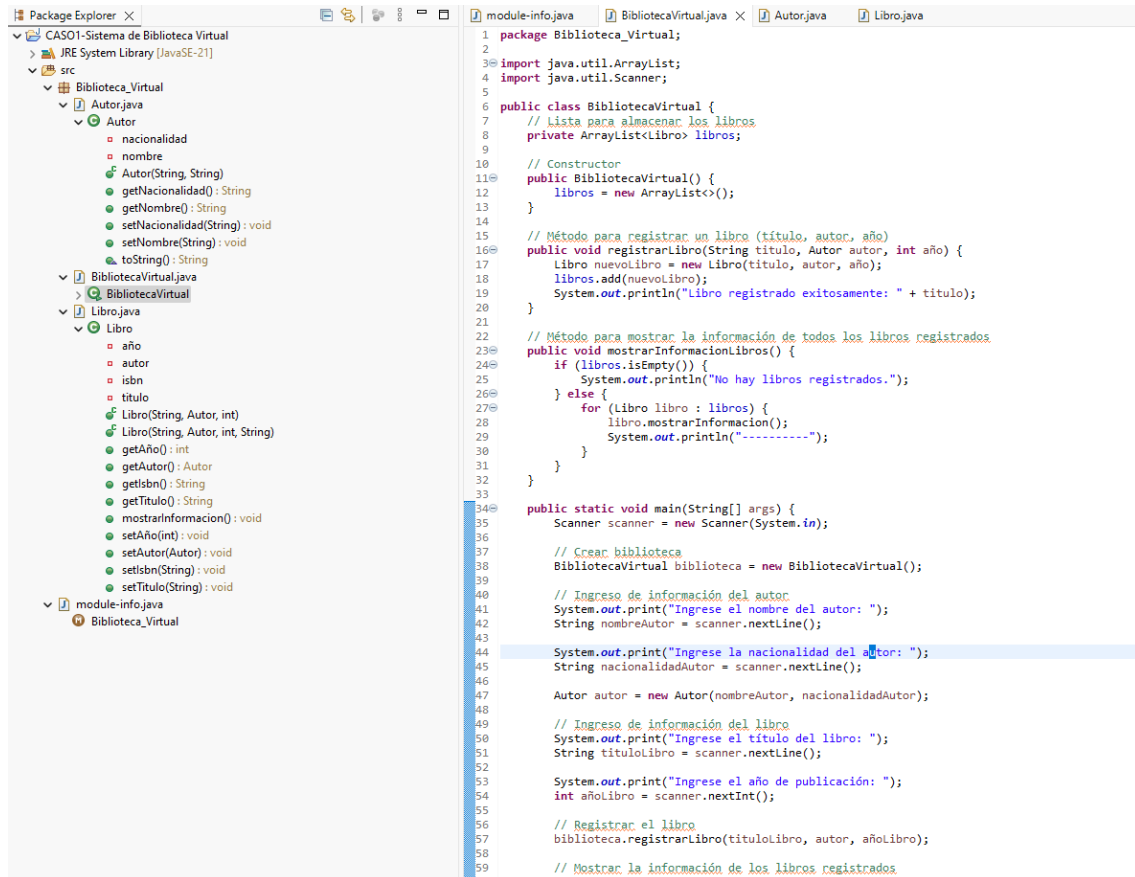 Package Explorer
CASO1-Sistema de Biblioteca Virtual
JRE System Library [JavaSE-21]
src
Biblioteca_Virtual
Autor.java
Autor
nacionalidad
nombre
Autor(String, String)
getNacionalidad() : String
getNombre() : String
setNacionalidad(String) : void
setNombre(String) : void
toString() : String
BibliotecaVirtual.java
BibliotecaVirtual
Libro.java
Libro
año
autor
isbn
titulo
Libro(String, Autor, int)
Libro(String, Autor, int, String)
getAño() : int
getAutor() : Autor
getIsbn() : String
getTitulo() : String
mostrarInformacion() : void
setAño(int) : void
setAutor(Autor) : void
setIsbn(String) : void
setTitulo(String) : void
module-info.java
Biblioteca_Virtual
module-info.java BibliotecaVirtual.java Autor.java Libro.java
1 package Biblioteca_Virtual;
2
3 import java.util.ArrayList;
4 import java.util.Scanner;
5
6 public class BibliotecaVirtual {
7 // Lista para almacenar los libros
8 private ArrayList<Libro> libros;
9
10 // Constructor
11 public BibliotecaVirtual() {
12 libros = new ArrayList<>();
13 }
14
15 // Método para registrar un libro (título, autor, año)
16 public void registrarLibro(String titulo, Autor autor, int año) {
17 Libro nuevoLibro = new Libro(titulo, autor, año);
18 libros.add(nuevoLibro);
19 System.out.println("Libro registrado exitosamente: " + titulo);
20 }
21
22 // Método para mostrar la información de todos los libros registrados
23 public void mostrarInformacionLibros() {
24 if (libros.isEmpty()) {
25 System.out.println("No hay libros registrados.");
26 } else {
27 for (Libro libro : libros) {
28 libro.mostrarInformacion();
29 System.out.println("----------");
30 }
31 }
32 }
33
34 public static void main(String[] args) {
35 Scanner scanner = new Scanner(System.in);
36
37 // Crear biblioteca
38 BibliotecaVirtual biblioteca = new BibliotecaVirtual();
39
40 // Ingreso de información del autor
41 System.out.print("Ingrese el nombre del autor: ");
42 String nombreAutor = scanner.nextLine();
43
44 System.out.print("Ingrese la nacionalidad del autor: ");
45 String nacionalidadAutor = scanner.nextLine();
46
47 Autor autor = new Autor(nombreAutor, nacionalidadAutor);
48
49 // Ingreso de información del libro
50 System.out.print("Ingrese el título del libro: ");
51 String tituloLibro = scanner.nextLine();
52
53 System.out.print("Ingrese el año de publicación: ");
54 int añoLibro = scanner.nextInt();
55
56 // Registrar el libro
57 biblioteca.registrarLibro(tituloLibro, autor, añoLibro);
58
59 // Mostrar la información de los libros registrados